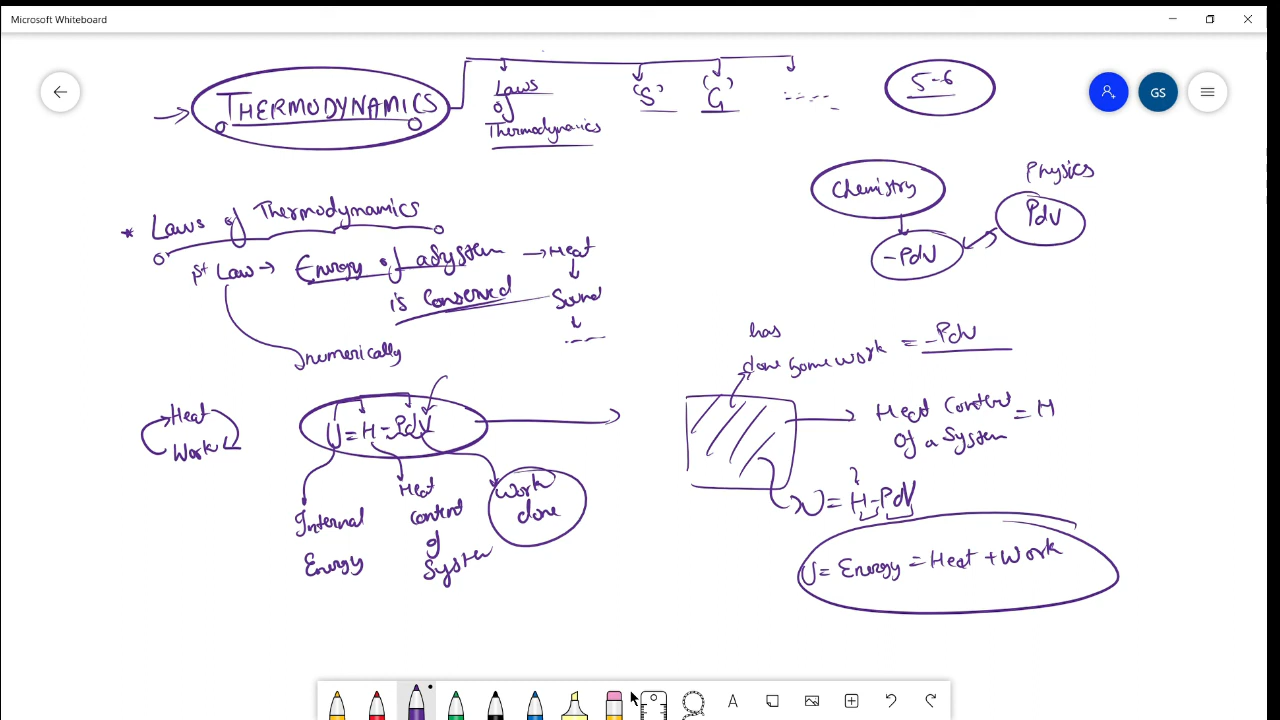 Microsoft Whiteboard
THERMODYNAMICS
Laws
of
Thermodynamics
'S'
'G'
5-6
GS
Chemistry
-PdV
Physics
PdV
* Laws of Thermodynamics
1st Law → Energy of a System
is Conserved
→ Heat
Sound
numerically
Heat
Work
U = H - PdV
Internal
Energy
Heat
Content
of
System
Work
done
has
done some work = -PdV
Heat Content = H
of a System
?
U = H - PdV
U = Energy = Heat + Work
A